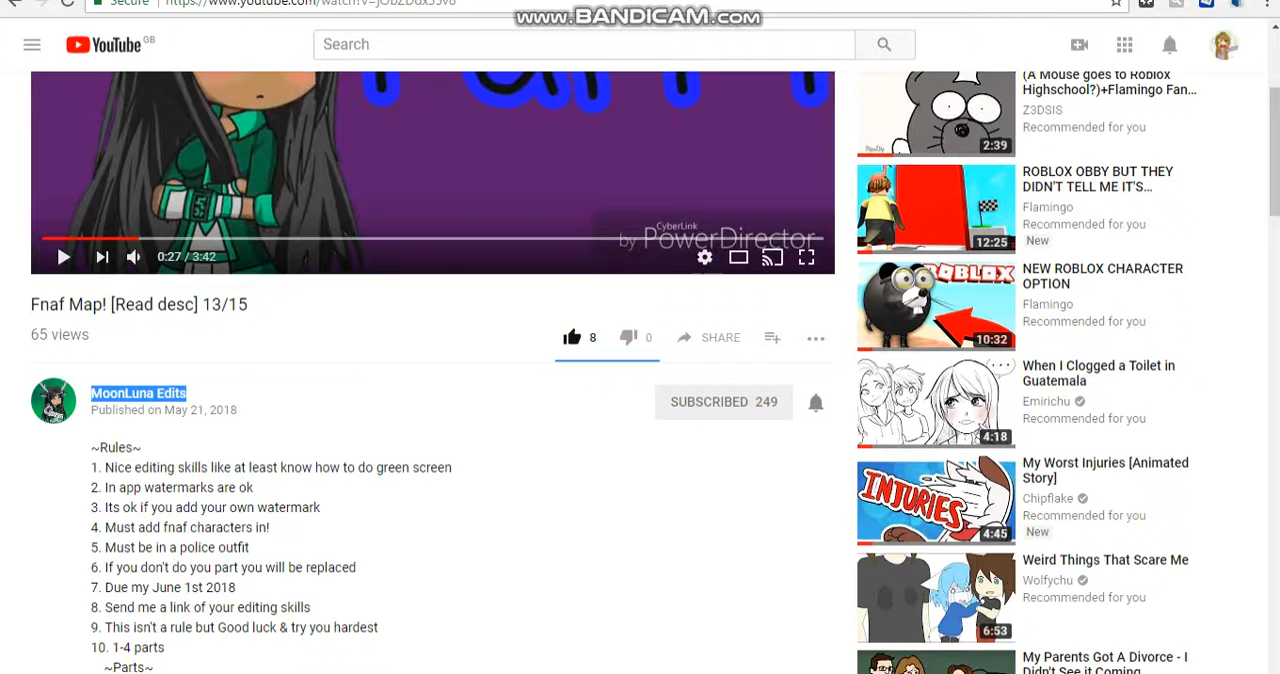 Secure
www.BANDICAM.com
YouTube GB
Search
by CyberLink PowerDirector
0:27 / 3:42
Fnaf Map! [Read desc] 13/15
65 views
8
0
SHARE
MoonLuna Edits
Published on May 21, 2018
SUBSCRIBED 249
~Rules~
1. Nice editing skills like at least know how to do green screen
2. In app watermarks are ok
3. Its ok if you add your own watermark
4. Must add fnaf characters in!
5. Must be in a police outfit
6. If you don't do you part you will be replaced
7. Due my June 1st 2018
8. Send me a link of your editing skills
9. This isn't a rule but Good luck & try you hardest
10. 1-4 parts
~Parts~
(A Mouse goes to Roblox
Highschool?)+Flamingo Fan...
Z3DSIS
Recommended for you
2:39
ROBLOX OBBY BUT THEY
DIDN'T TELL ME IT'S...
Flamingo
Recommended for you
New
12:25
NEW ROBLOX CHARACTER
OPTION
Flamingo
Recommended for you
ROBLOX
10:32
When I Clogged a Toilet in
Guatemala
Emirichu
Recommended for you
4:18
My Worst Injuries [Animated
Story]
Chipflake
Recommended for you
New
INJURIES
4:45
Weird Things That Scare Me
Wolfychu
Recommended for you
6:53
My Parents Got A Divorce - I
Didn't See it Coming